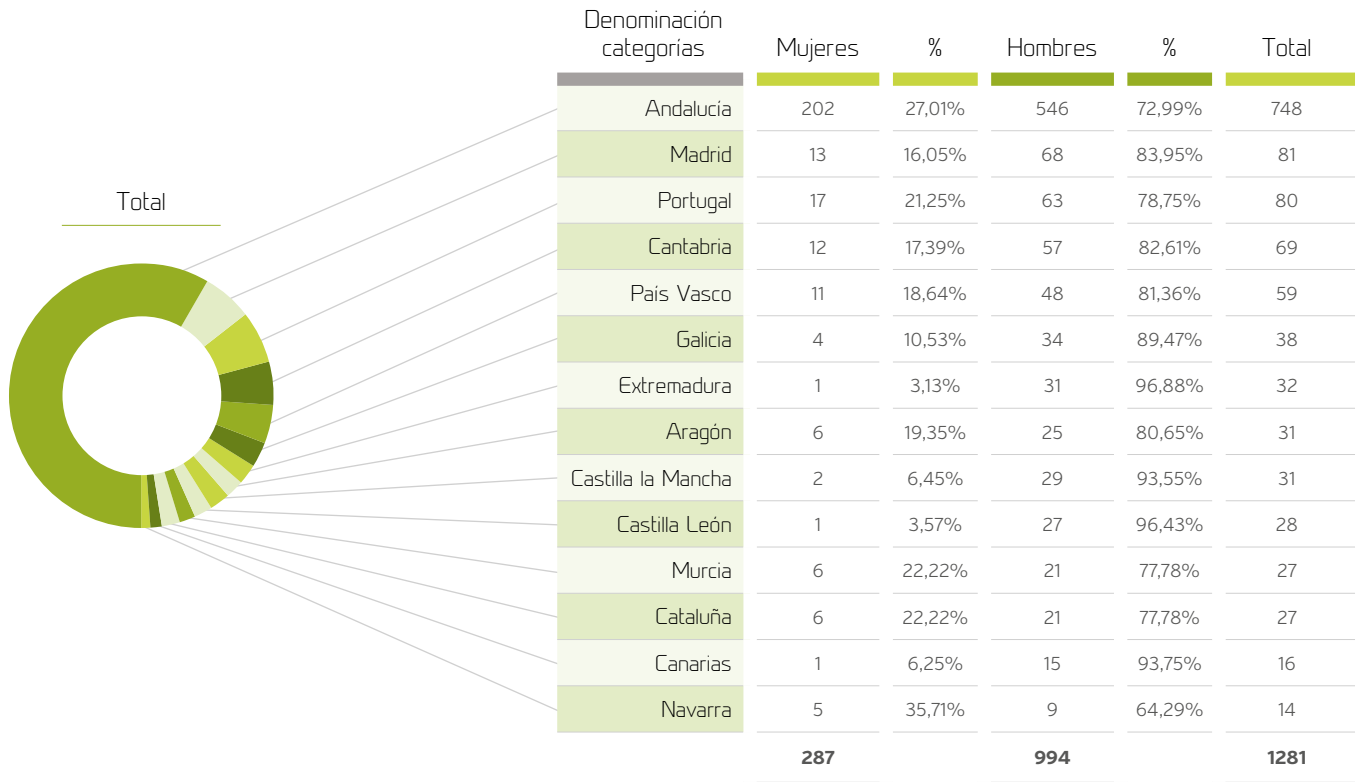 Denominación
categorías Mujeres % Hombres % Total
Andalucía 202 27,01% 546 72,99% 748
Madrid 13 16,05% 68 83,95% 81
Total
Portugal 17 21,25% 63 78,75% 80
Cantabria 12 17,39% 57 82,61% 69
País Vasco 11 18,64% 48 81,36% 59
Galicia 4 10,53% 34 89,47% 38
Extremadura 1 3,13% 31 96,88% 32
Aragón 6 19,35% 25 80,65% 31
Castilla la Mancha 2 6,45% 29 93,55% 31
Castilla León 1 3,57% 27 96,43% 28
Murcia 6 22,22% 21 77,78% 27
Cataluña 6 22,22% 21 77,78% 27
Canarias 1 6,25% 15 93,75% 16
Navarra 5 35,71% 9 64,29% 14
287 994 1281